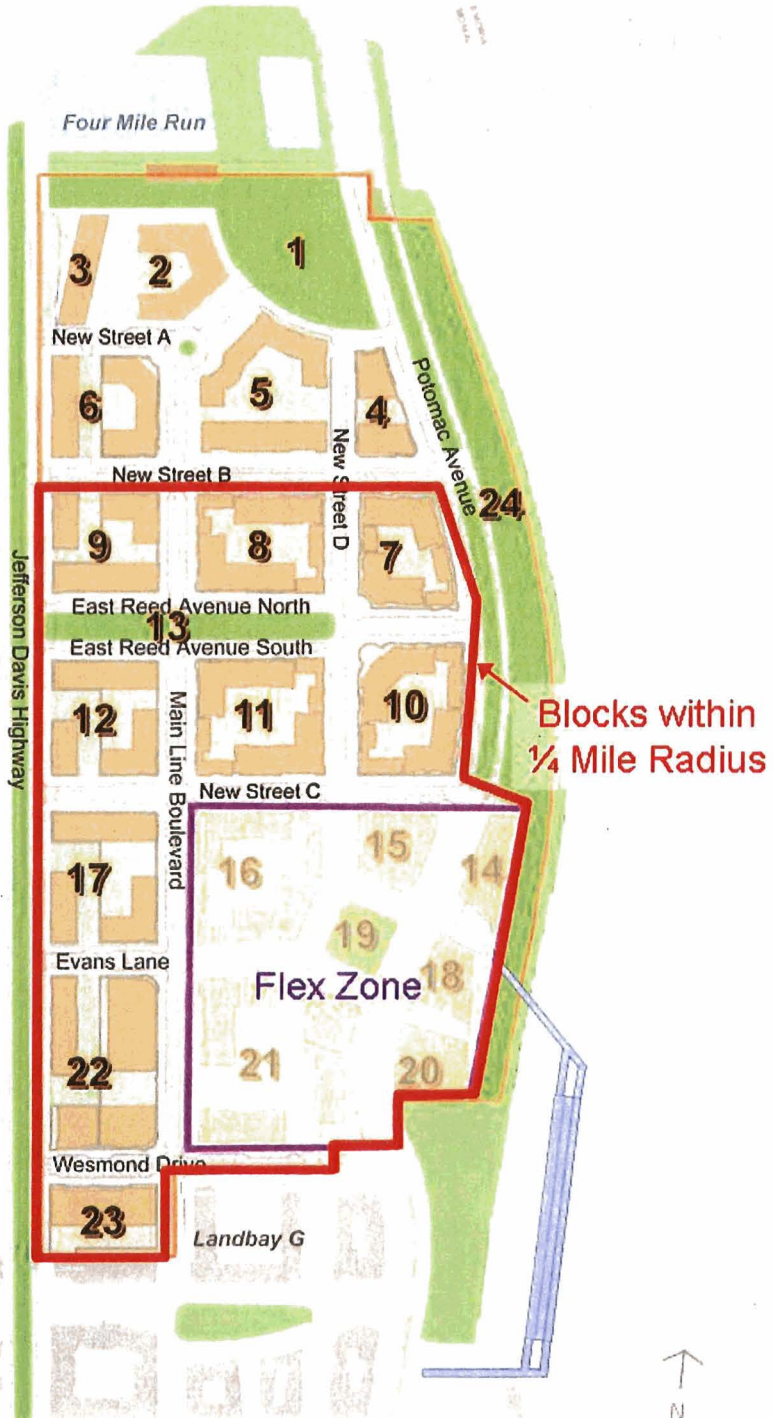 Four Mile Run
1
3
2
New Street A
6
5
4
Potomac Avenue
New Street D
New Street B
24
9
8
7
Jefferson Davis Highway
East Reed Avenue North
13
East Reed Avenue South
12
Main Line Boulevard
11
10
Blocks within
¼ Mile Radius
New Street C
17
16
15
14
19
Evans Lane
Flex Zone
18
22
21
20
Wesmond Drive
23
Landbay G
N